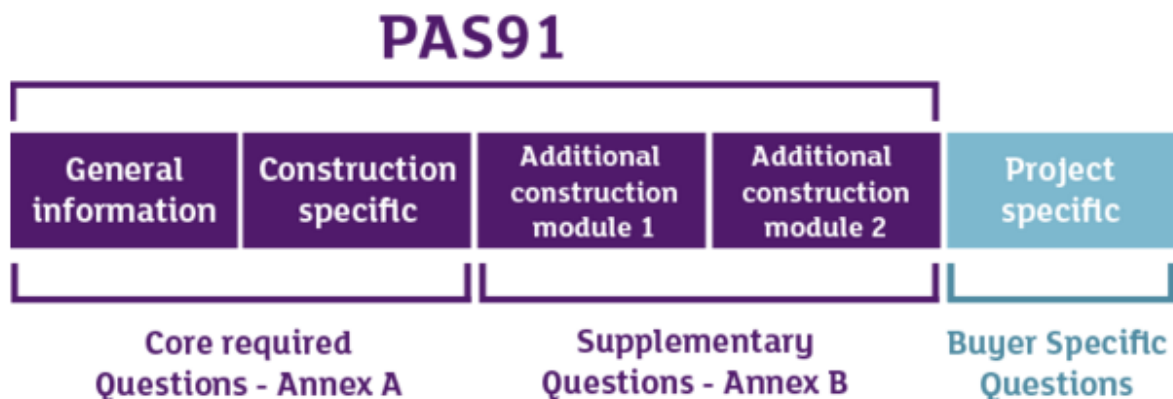 PAS91
General
information
Construction
specific
Additional
construction
module 1
Additional
construction
module 2
Project
specific
Core required
Questions - Annex A
Supplementary
Questions - Annex B
Buyer Specific
Questions